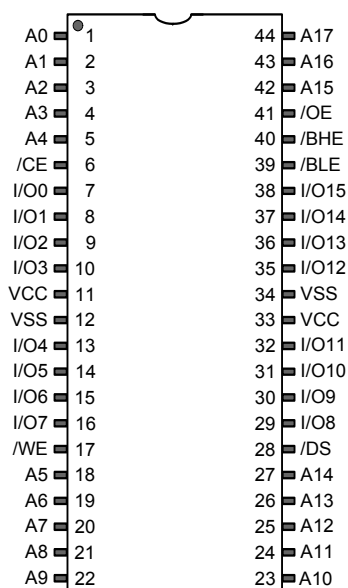 A0 1 44 A17
A1 2 43 A16
A2 3 42 A15
A3 4 41 /OE
A4 5 40 /BHE
/CE 6 39 /BLE
I/O0 7 38 I/O15
I/O1 8 37 I/O14
I/O2 9 36 I/O13
I/O3 10 35 I/O12
VCC 11 34 VSS
VSS 12 33 VCC
I/O4 13 32 I/O11
I/O5 14 31 I/O10
I/O6 15 30 I/O9
I/O7 16 29 I/O8
/WE 17 28 /DS
A5 18 27 A14
A6 19 26 A13
A7 20 25 A12
A8 21 24 A11
A9 22 23 A10